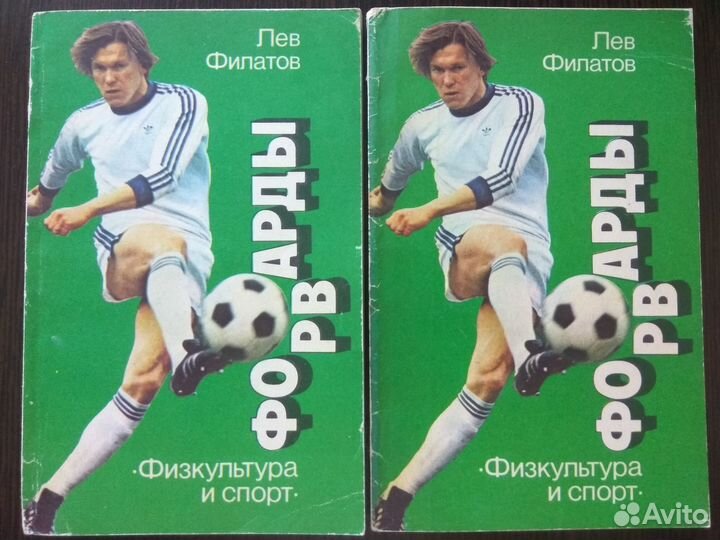 Лев
Филатов
ФОРВАРДЫ
·Физкультура
и спорт·
Лев
Филатов
ФОРВАРДЫ
·Физкультура
и спорт·
Avito